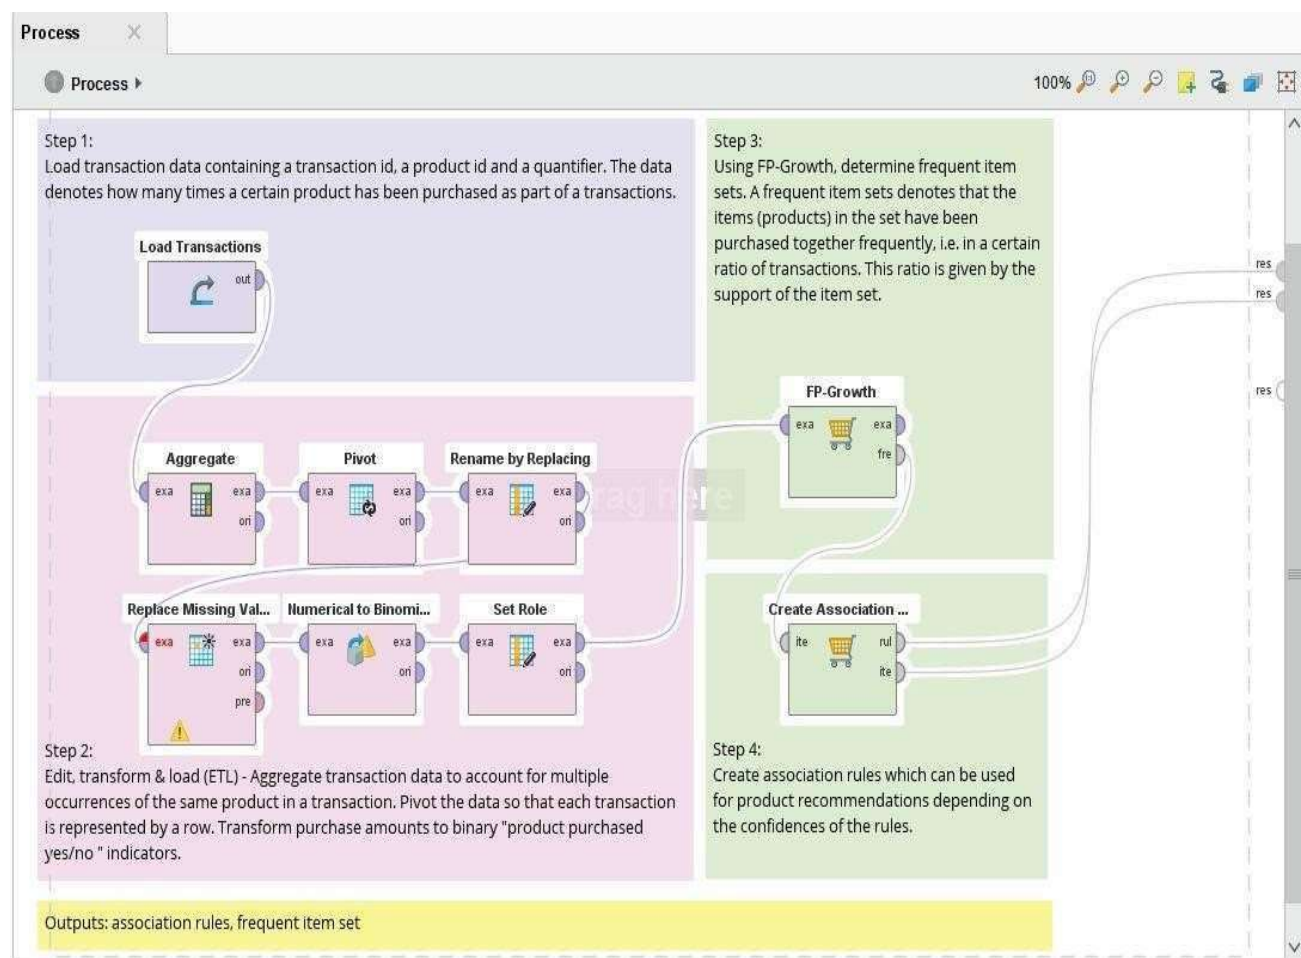 Process
Process
100%
Step 1:
Load transaction data containing a transaction id, a product id and a quantifier. The data
denotes how many times a certain product has been purchased as part of a transactions.
Load Transactions
out
Step 2:
Edit, transform & load (ETL) - Aggregate transaction data to account for multiple
occurrences of the same product in a transaction. Pivot the data so that each transaction
is represented by a row. Transform purchase amounts to binary "product purchased
yes/no " indicators.
Aggregate
exa
exa
ori
Pivot
exa
exa
ori
Rename by Replacing
exa
exa
ori
Replace Missing Val...
exa
exa
ori
pre
Numerical to Binomi...
exa
exa
ori
Set Role
exa
exa
ori
Step 3:
Using FP-Growth, determine frequent item
sets. A frequent item sets denotes that the
items (products) in the set have been
purchased together frequently, i.e. in a certain
ratio of transactions. This ratio is given by the
support of the item set.
FP-Growth
exa
exa
fre
Create Association ...
ite
rul
ite
Step 4:
Create association rules which can be used
for product recommendations depending on
the confidences of the rules.
res
res
res
Outputs: association rules, frequent item set